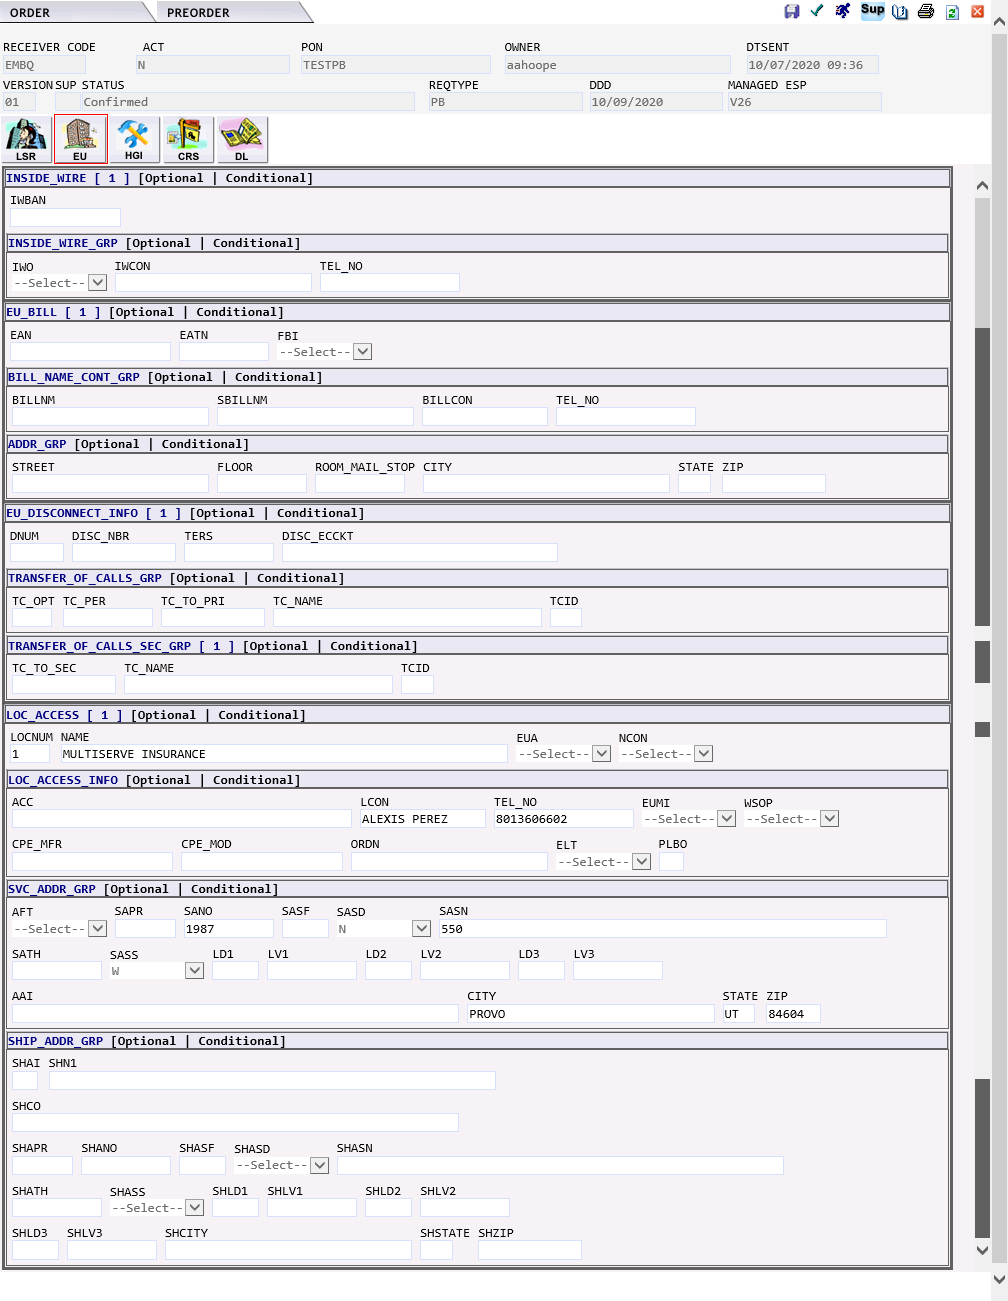 ORDER PREORDER Sup
RECEIVER CODE ACT PON OWNER DTSENT
EMBQ N TESTPB aahoope 10/07/2020 09:36
VERSION SUP STATUS REQTYPE DDD MANAGED ESP
01 Confirmed PB 10/09/2020 V26
LSR EU HGI CRS DL
INSIDE_WIRE [ 1 ] [Optional | Conditional]
IWBAN
INSIDE_WIRE_GRP [Optional | Conditional]
IWO IWCON TEL_NO
--Select--
EU_BILL [ 1 ] [Optional | Conditional]
EAN EATN FBI
--Select--
BILL_NAME_CONT_GRP [Optional | Conditional]
BILLNM SBILLNM BILLCON TEL_NO
ADDR_GRP [Optional | Conditional]
STREET FLOOR ROOM_MAIL_STOP CITY STATE ZIP
EU_DISCONNECT_INFO [ 1 ] [Optional | Conditional]
DNUM DISC_NBR TERS DISC_ECCKT
TRANSFER_OF_CALLS_GRP [Optional | Conditional]
TC_OPT TC_PER TC_TO_PRI TC_NAME TCID
TRANSFER_OF_CALLS_SEC_GRP [ 1 ] [Optional | Conditional]
TC_TO_SEC TC_NAME TCID
LOC_ACCESS [ 1 ] [Optional | Conditional]
LOCNUM NAME EUA NCON
1 MULTISERVE INSURANCE --Select-- --Select--
LOC_ACCESS_INFO [Optional | Conditional]
ACC LCON TEL_NO EUMI WSOP
ALEXIS PEREZ 8013606602 --Select-- --Select--
CPE_MFR CPE_MOD ORDN ELT PLBO
--Select--
SVC_ADDR_GRP [Optional | Conditional]
AFT SAPR SANO SASF SASD SASN
--Select-- 1987 N 550
SATH SASS LD1 LV1 LD2 LV2 LD3 LV3
W
AAI CITY STATE ZIP
PROVO UT 84604
SHIP_ADDR_GRP [Optional | Conditional]
SHAI SHN1
SHCO
SHAPR SHANO SHASF SHASD SHASN
--Select--
SHATH SHASS SHLD1 SHLV1 SHLD2 SHLV2
--Select--
SHLD3 SHLV3 SHCITY SHSTATE SHZIP